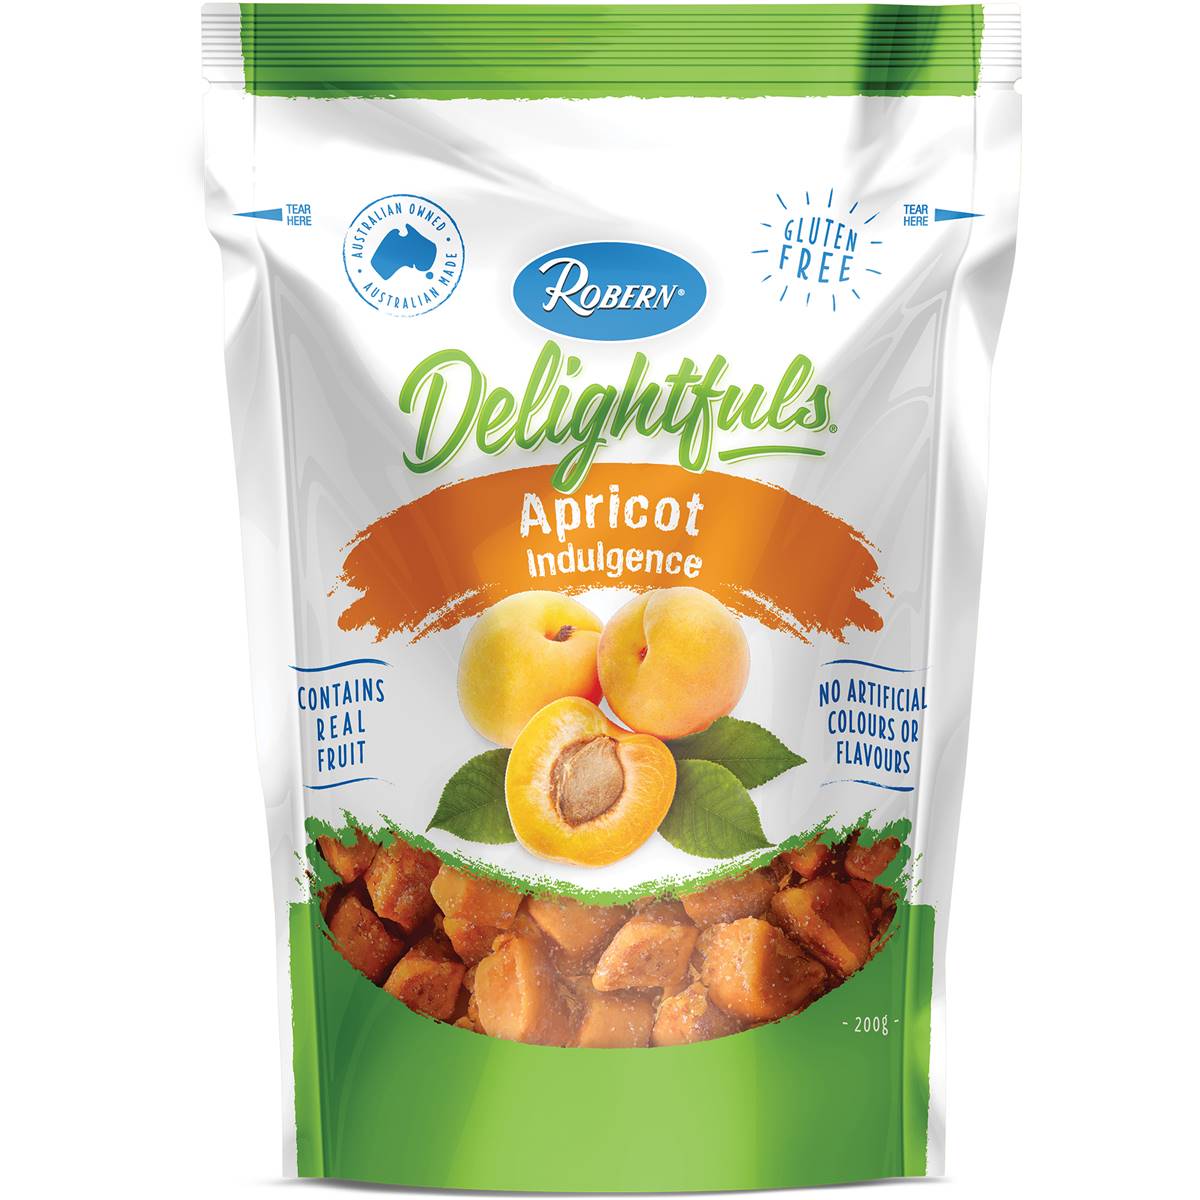 TEAR
HERE
AUSTRALIAN OWNED
AUSTRALIAN MADE
GLUTEN
FREE
TEAR
HERE
ROBERN®
Delightfuls®
Apricot
Indulgence
CONTAINS
REAL
FRUIT
NO ARTIFICIAL
COLOURS OR
FLAVOURS
- 200g -